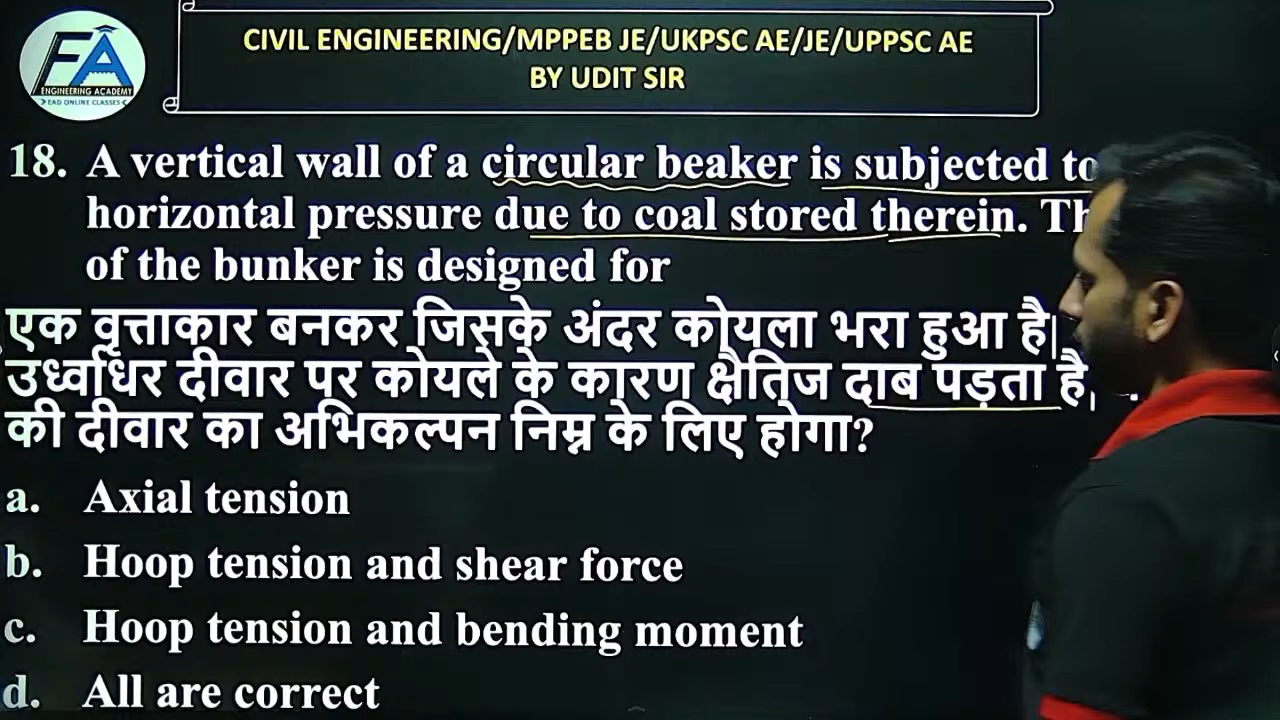 FA
ENGINEERING ACADEMY
EAD ONLINE CLASSES
CIVIL ENGINEERING/MPPEB JE/UKPSC AE/JE/UPPSC AE
BY UDIT SIR
18. A vertical wall of a circular beaker is subjected to
horizontal pressure due to coal stored therein.
of the bunker is designed for
एक वृत्ताकार बनकर जिसके अंदर कोयला भरा हुआ है|
उर्ध्वाधर दीवार पर कोयले के कारण क्षैतिज दाब पड़ता है,
की दीवार का अभिकल्पन निम्न के लिए होगा?
a. Axial tension
b. Hoop tension and shear force
c. Hoop tension and bending moment
d. All are correct